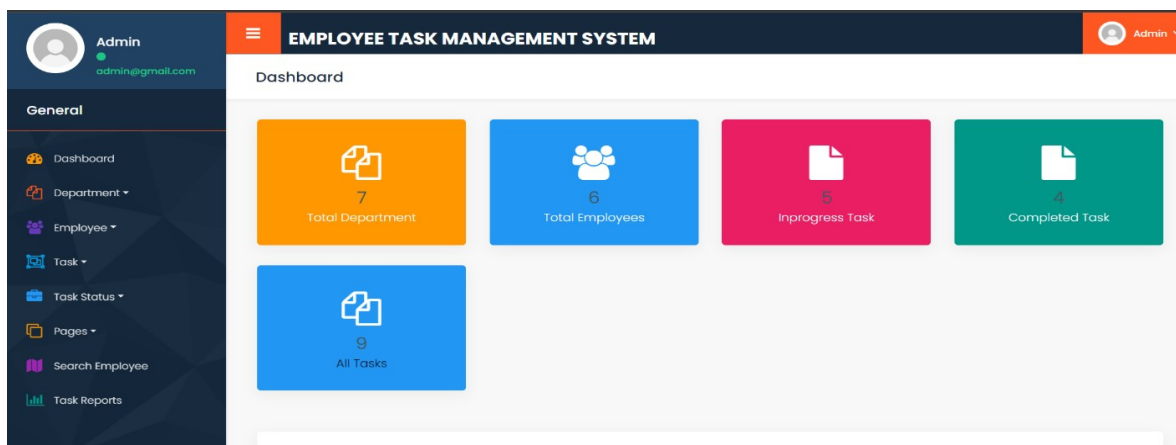 Admin
admin@gmail.com
General
Dashboard
Department
Employee
Task
Task Status
Pages
Search Employee
Task Reports
EMPLOYEE TASK MANAGEMENT SYSTEM
Admin
Dashboard
7
Total Department
6
Total Employees
5
Inprogress Task
4
Completed Task
9
All Tasks